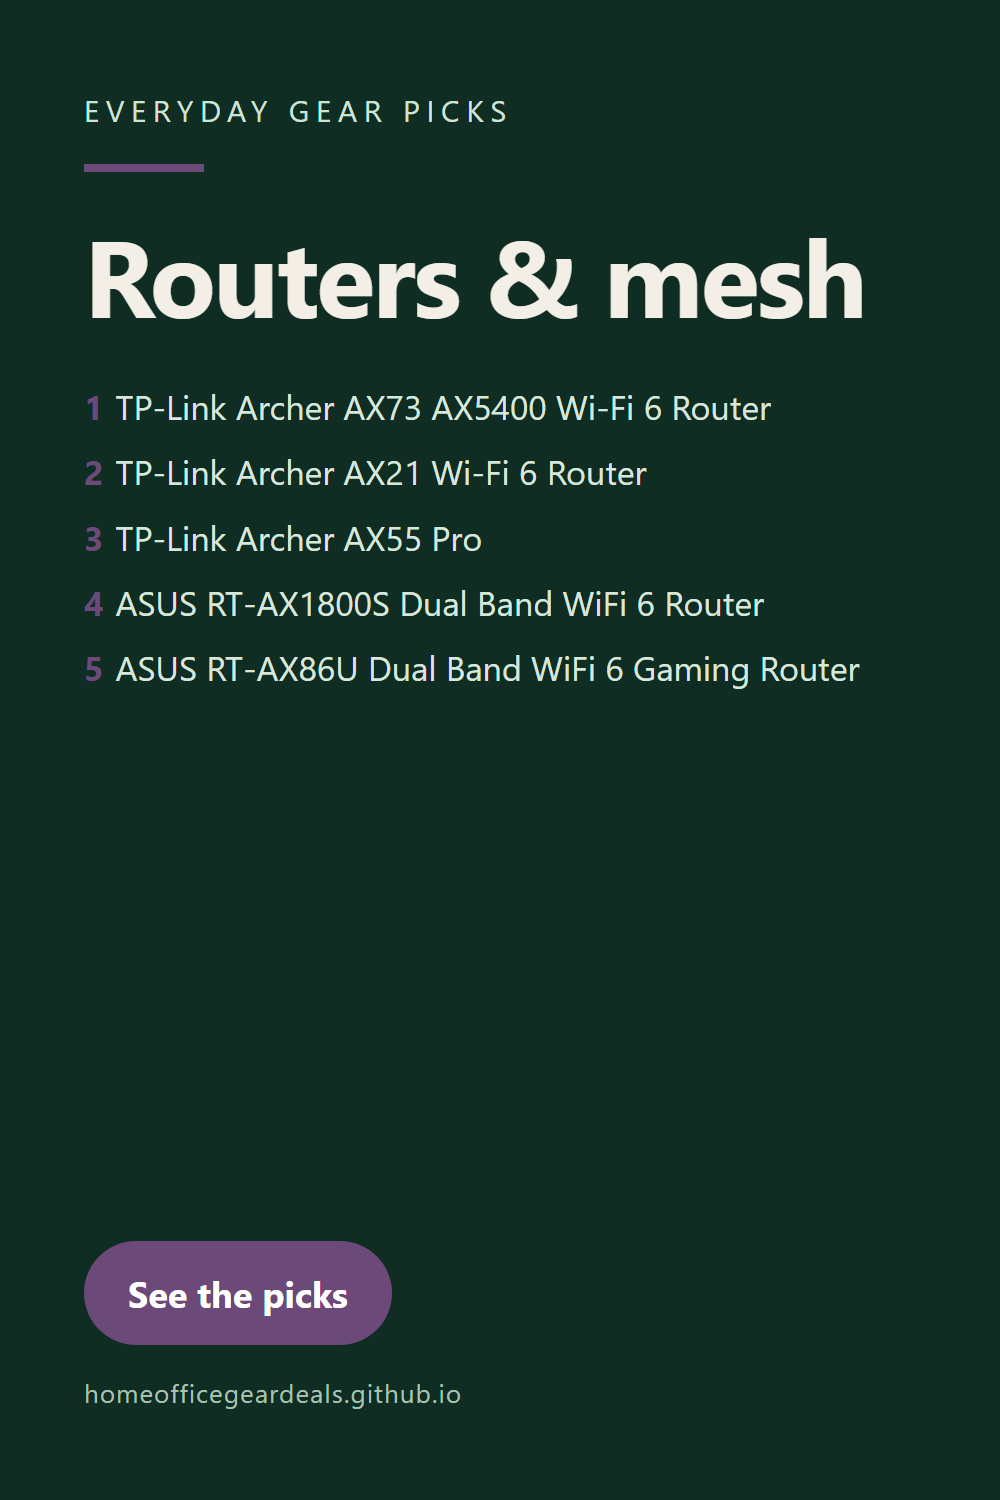 EVERYDAY GEAR PICKS
Routers & mesh
1 TP-Link Archer AX73 AX5400 Wi-Fi 6 Router
2 TP-Link Archer AX21 Wi-Fi 6 Router
3 TP-Link Archer AX55 Pro
4 ASUS RT-AX1800S Dual Band WiFi 6 Router
5 ASUS RT-AX86U Dual Band WiFi 6 Gaming Router
See the picks
homeofficegeardeals.github.io